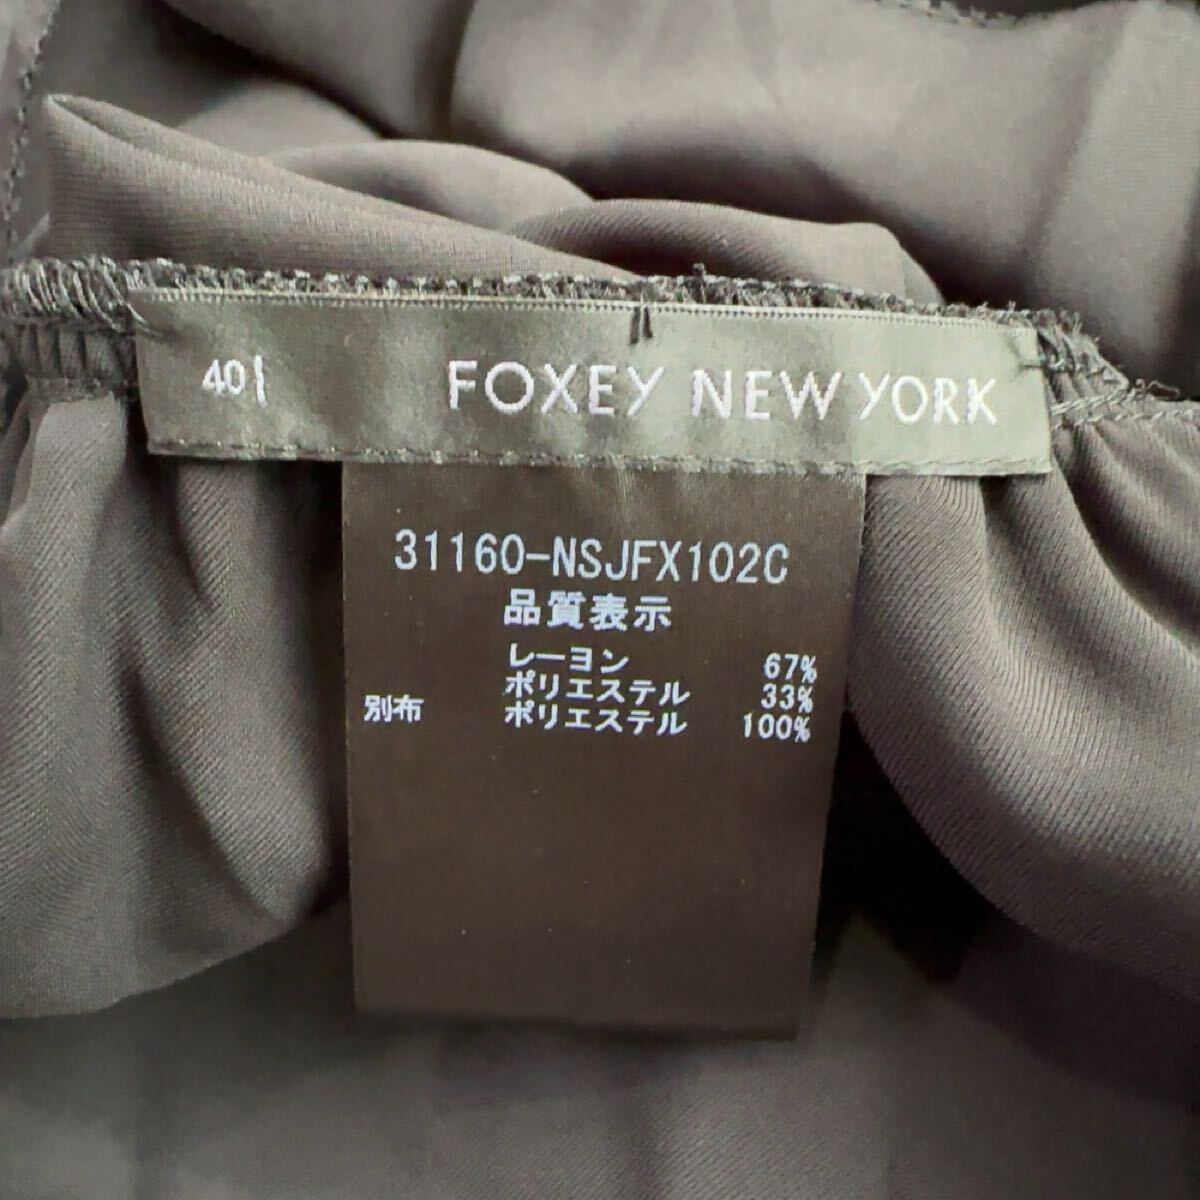 40
FOXEY NEW YORK
31160-NSJFX102C
品質表示
レーヨン 67%
ポリエステル 33%
別布 ポリエステル 100%